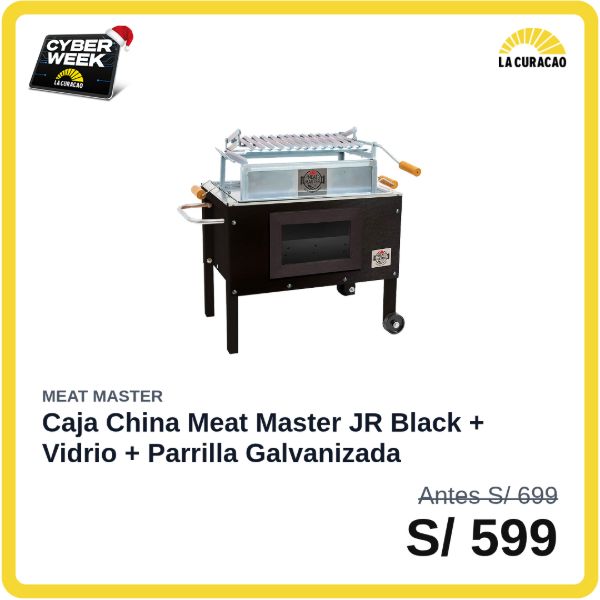 CYBER
WEEK
LA CURACAO
LA CURACAO
MEAT MASTER
Caja China Meat Master JR Black +
Vidrio + Parrilla Galvanizada
Antes S/ 699
S/ 599